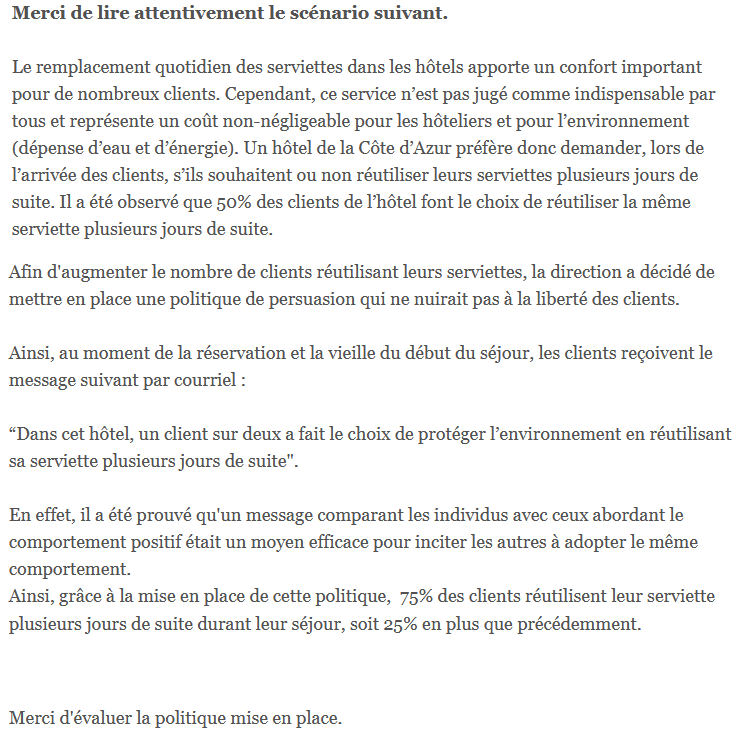 Merci de lire attentivement le scénario suivant.
Le remplacement quotidien des serviettes dans les hôtels apporte un confort important
pour de nombreux clients. Cependant, ce service n’est pas jugé comme indispensable par
tous et représente un coût non-négligeable pour les hôteliers et pour l’environnement
(dépense d’eau et d’énergie). Un hôtel de la Côte d’Azur préfère donc demander, lors de
l’arrivée des clients, s’ils souhaitent ou non réutiliser leurs serviettes plusieurs jours de
suite. Il a été observé que 50% des clients de l’hôtel font le choix de réutiliser la même
serviette plusieurs jours de suite.
Afin d'augmenter le nombre de clients réutilisant leurs serviettes, la direction a décidé de
mettre en place une politique de persuasion qui ne nuirait pas à la liberté des clients.
Ainsi, au moment de la réservation et la vieille du début du séjour, les clients reçoivent le
message suivant par courriel :
“Dans cet hôtel, un client sur deux a fait le choix de protéger l’environnement en réutilisant
sa serviette plusieurs jours de suite".
En effet, il a été prouvé qu'un message comparant les individus avec ceux abordant le
comportement positif était un moyen efficace pour inciter les autres à adopter le même
comportement.
Ainsi, grâce à la mise en place de cette politique,  75% des clients réutilisent leur serviette
plusieurs jours de suite durant leur séjour, soit 25% en plus que précédemment.
Merci d'évaluer la politique mise en place.